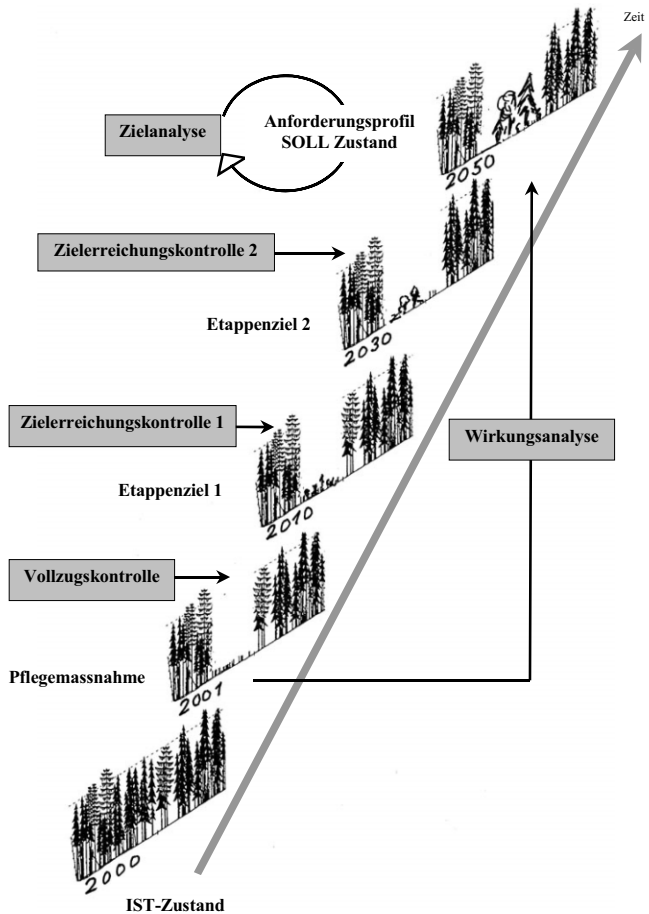 Zeit
Zielanalyse
Anforderungsprofil
SOLL Zustand
2050
Zielerreichungskontrolle 2
Etappenziel 2
2030
Zielerreichungskontrolle 1
Wirkungsanalyse
Etappenziel 1
2010
Vollzugskontrolle
Pflegemassnahme
2001
2000
IST-Zustand